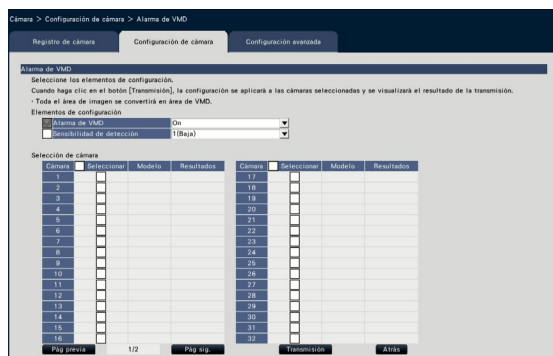 Cámara > Configuración de cámara > Alarma de VMD
Registro de cámara Configuración de cámara Configuración avanzada
Alarma de VMD
Seleccione los elementos de configuración.
Cuando haga clic en el botón [Transmisión], la configuración se aplicará a las cámaras seleccionadas y se visualizará el resultado de la transmisión.
· Toda el área de imagen se convertirá en área de VMD.
Elementos de configuración
Alarma de VMD On
Sensibilidad de detección 1(Baja)
Selección de cámara
Cámara Seleccionar Modelo Resultados Cámara Seleccionar Modelo Resultados
1 17
2 18
3 19
4 20
5 21
6 22
7 23
8 24
9 25
10 26
11 27
12 28
13 29
14 30
15 31
16 32
Pág previa 1/2 Pàg sig. Transmisión Atrás